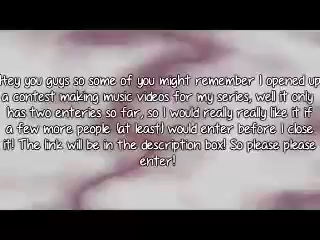 Hey you guys so some of you might remember I opened up
a contest making music videos for my series, well it only
has two enteries so far, so I would really really like it if
a few more people (at least) would enter before I close
it! The link will be in the description box! So please please
enter!